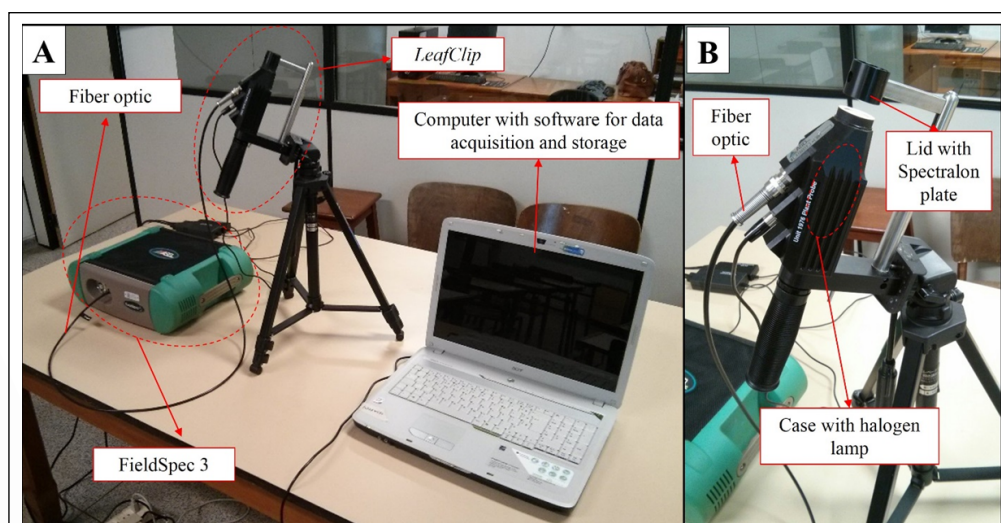 A
LeafClip
Fiber optic
Computer with software for data
acquisition and storage
FieldSpec 3
B
Fiber
optic
Lid with
Spectralon
plate
Case with halogen
lamp
acer